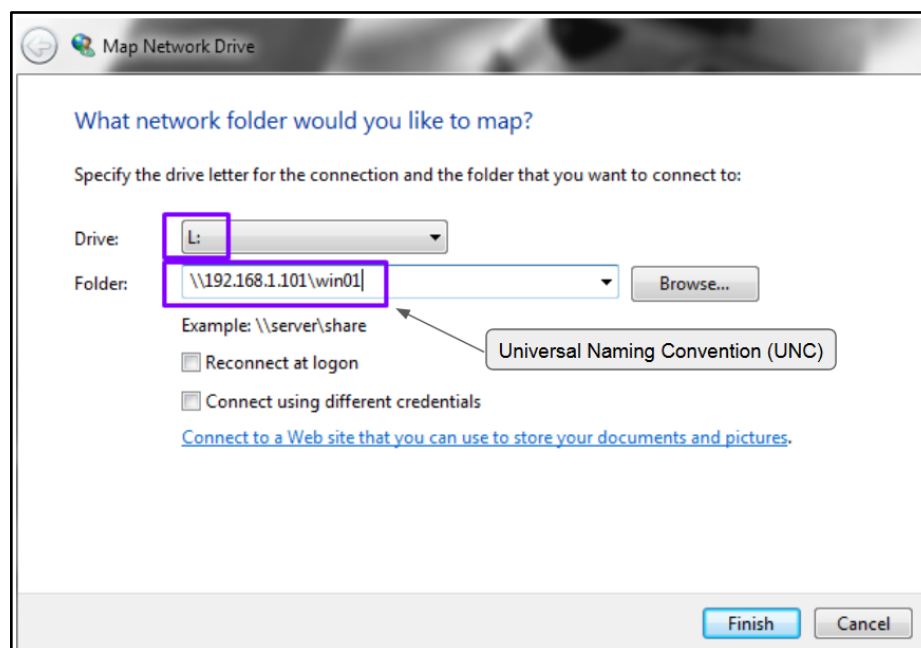 Map Network Drive
What network folder would you like to map?
Specify the drive letter for the connection and the folder that you want to connect to:
Drive: L:
Folder: \\192.168.1.101\win01 Browse...
Example: \\server\share
Universal Naming Convention (UNC)
Reconnect at logon
Connect using different credentials
Connect to a Web site that you can use to store your documents and pictures.
Finish Cancel